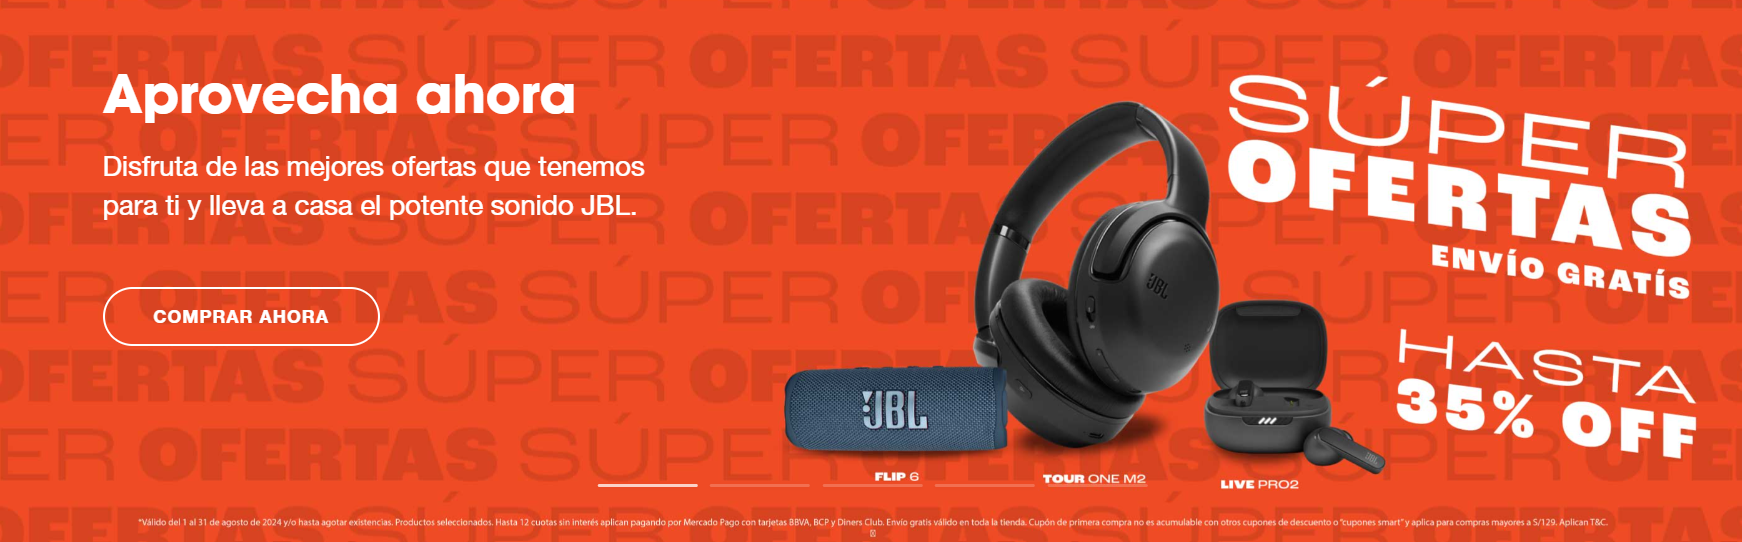 Aprovecha ahora
Disfruta de las mejores ofertas que tenemos
para ti y lleva a casa el potente sonido JBL.
COMPRAR AHORA
SÚPER
OFERTAS
ENVÍO GRATÍS
HASTA
35% OFF
JBL
JBL
JBL
FLIP 6
TOUR ONE M2
LIVE PRO2
*Válido del 1 al 31 de agosto de 2024 y/o hasta agotar existencias. Productos seleccionados. Hasta 12 cuotas sin interés aplican pagando por Mercado Pago con tarjetas BBVA, BCP y Diners Club. Envío gratis válido en toda la tienda. Cupón de primera compra no es acumulable con otros cupones de descuento o "cupones smart" y aplica para compras mayores a S/129. Aplican T&C.